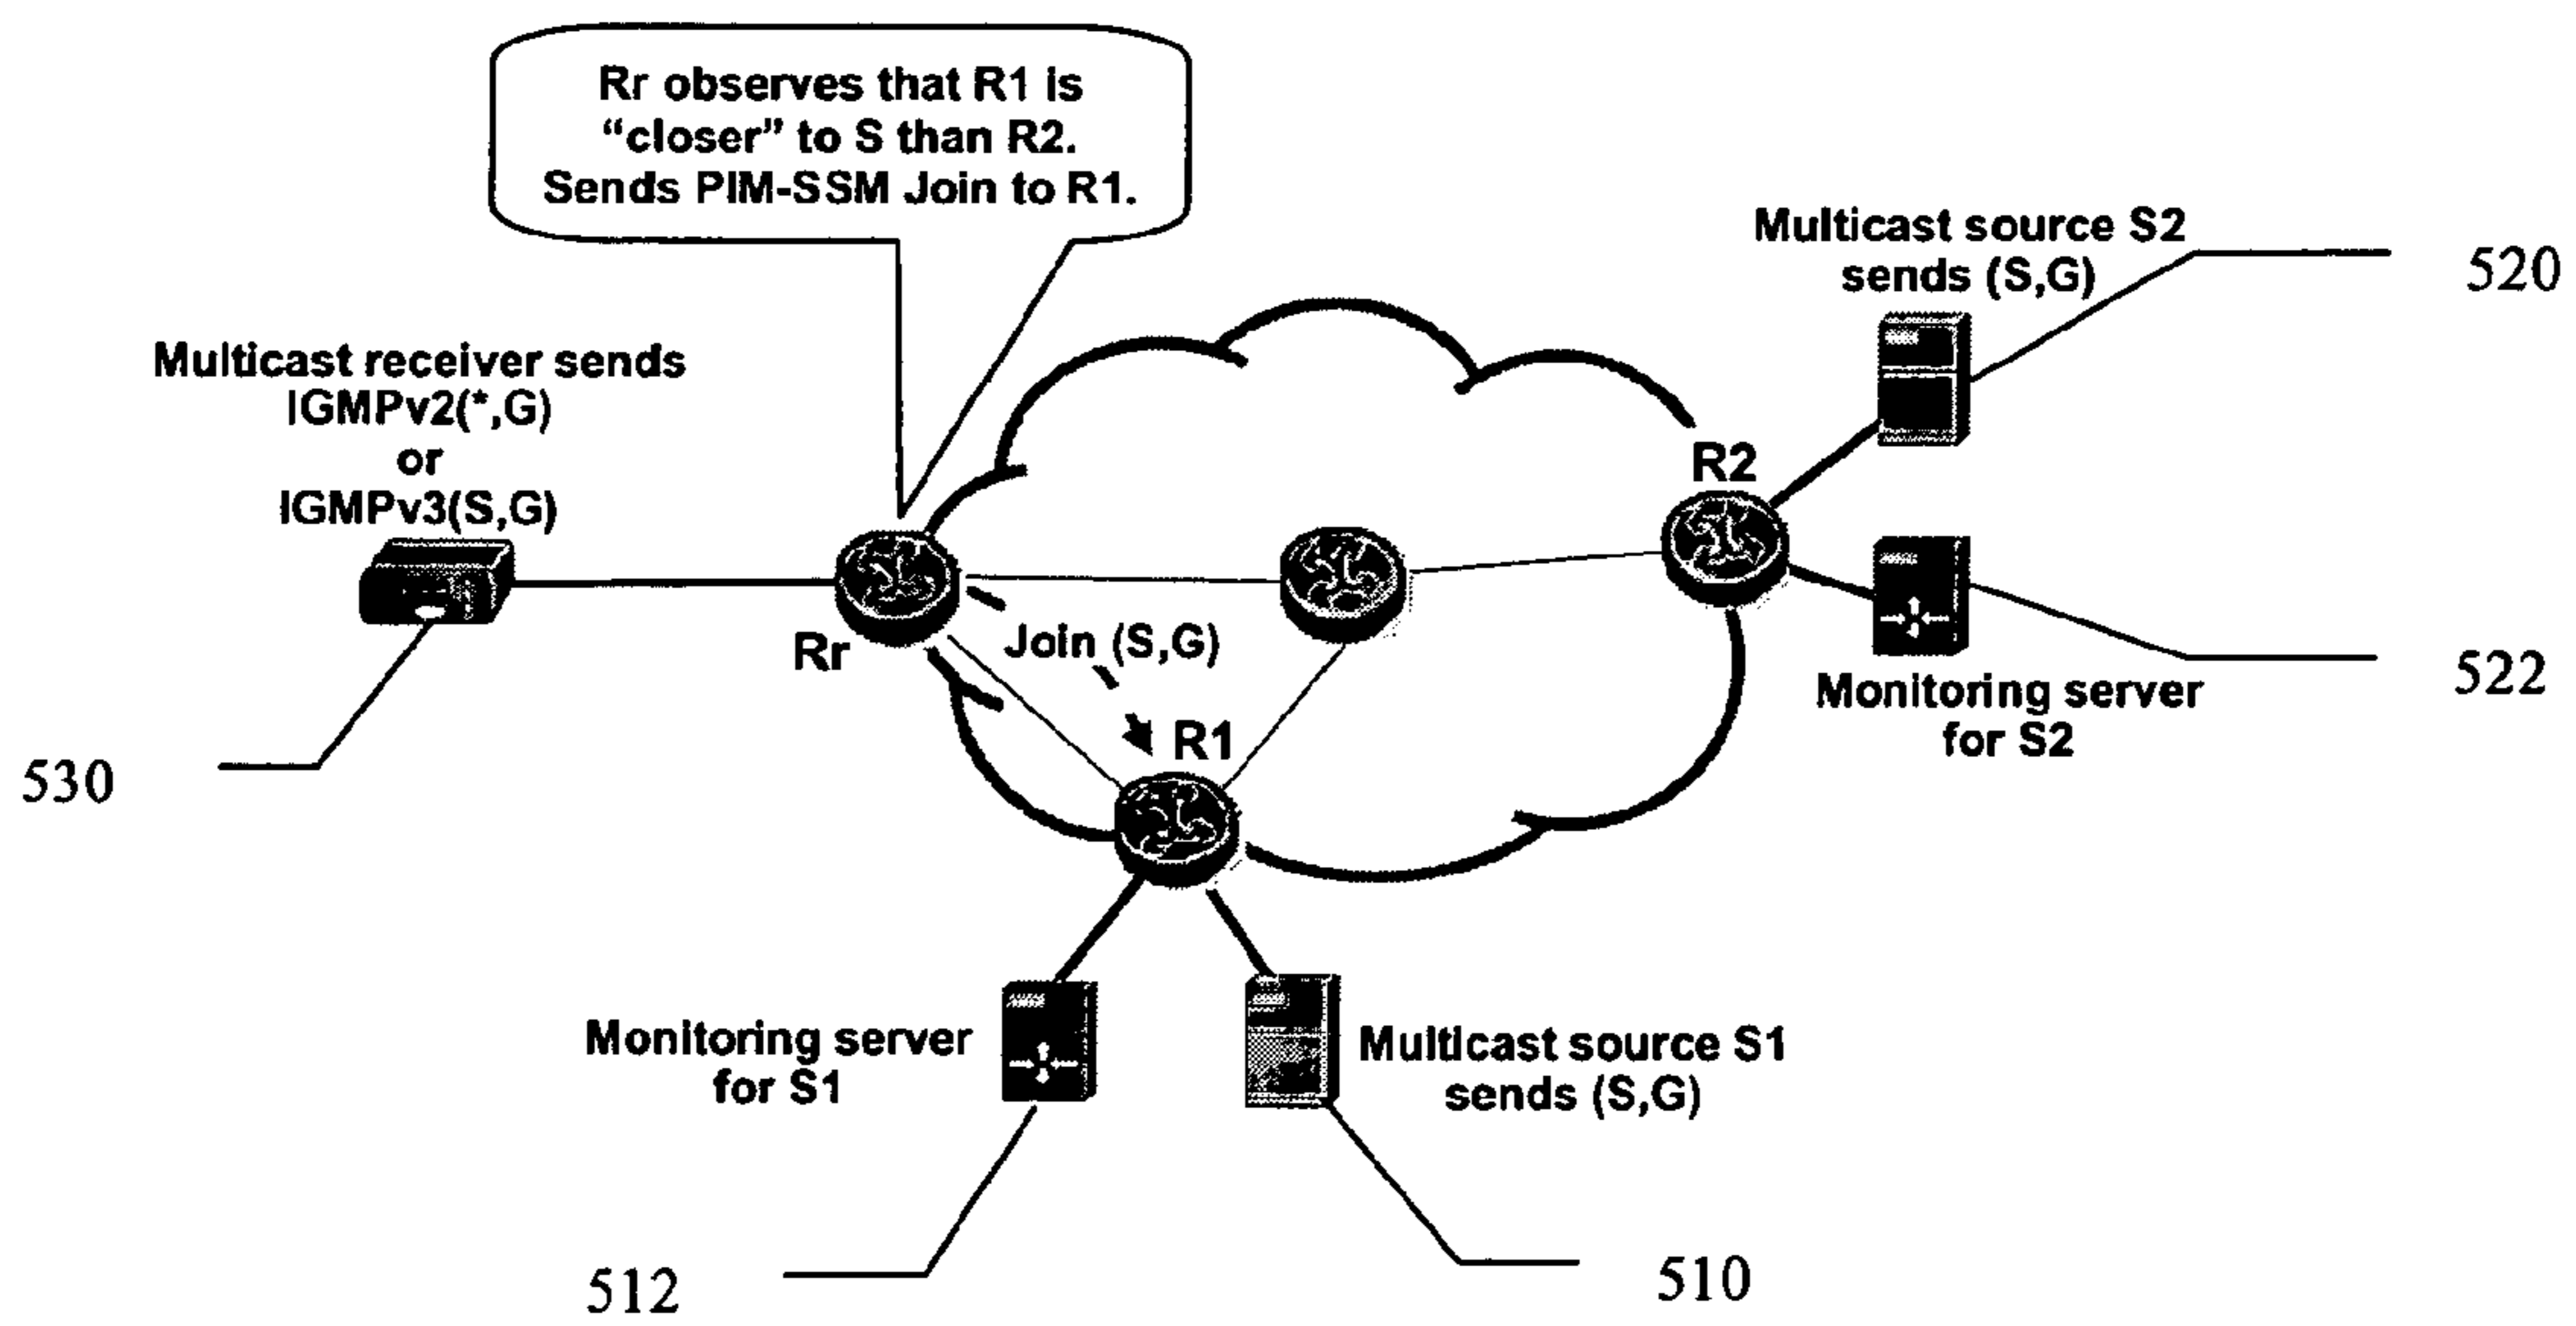 Rr observes that R1 is
“closer” to S than R2.
Sends PIM-SSM Join to R1.
Multicast source S2
sends (S,G)
520
Multicast receiver sends
IGMPv2(*,G)
or
IGMPv3(S,G)
R2
Rr
Join (S,G)
522
Monitoring server
for S2
R1
530
Monitoring server
for S1
Multicast source S1
sends (S,G)
512
510